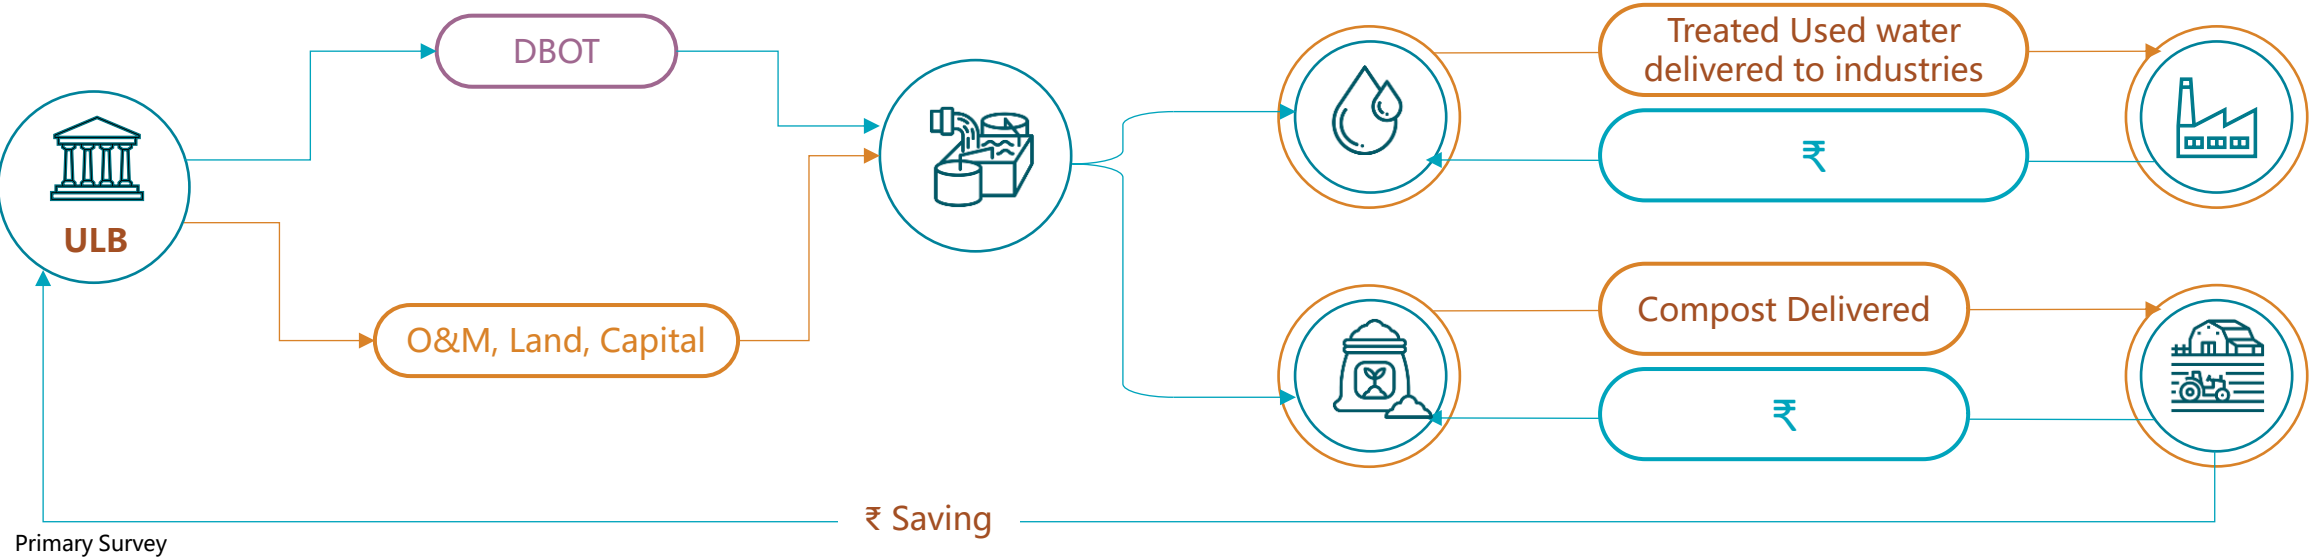 DBOT
Treated Used water
delivered to industries
₹
ULB
O&M, Land, Capital
Compost Delivered
₹
₹ Saving
Primary Survey